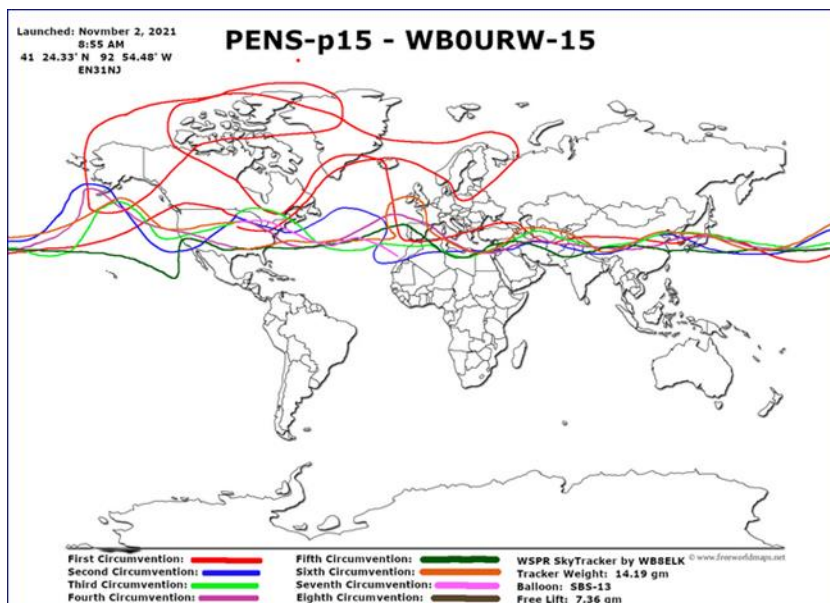 Launched: Novmber 2, 2021
8:55 AM
41 24.33' N 92 54.48' W
EN31NJ
PENS-p15 - WB0URW-15
First Circumvention:
Second Circumvention:
Third Circumvention:
Fourth Circumvention:
Fifth Circumvention:
Sixth Circumvention:
Seventh Circumvention:
Eighth Circumvention:
© www.freeworldmaps.net
WSPR SkyTracker by WB8ELK
Tracker Weight: 14.19 gm
Balloon: SBS-13
Free Lift: 7.36 gm